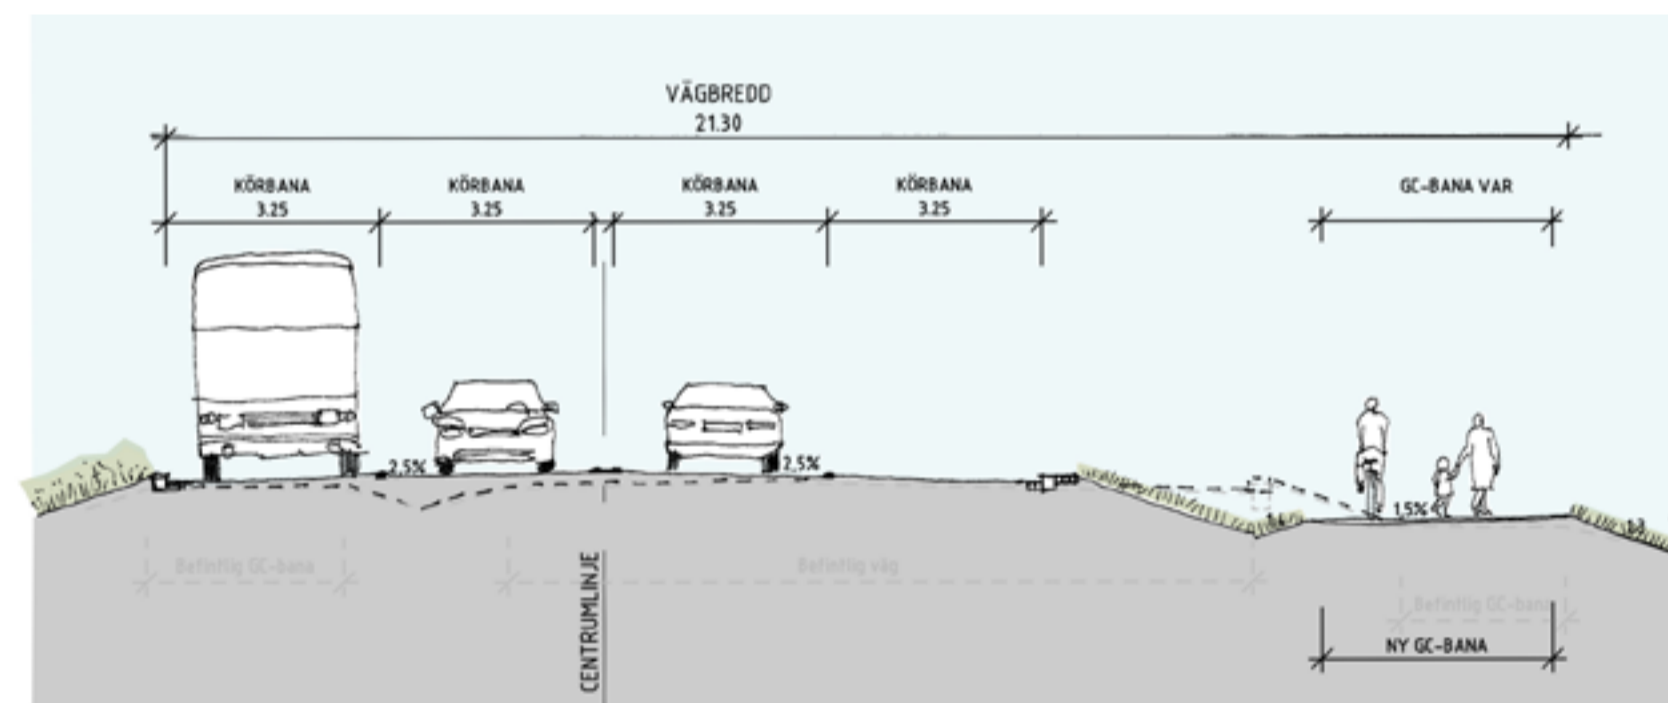 VÄGBREDD
21.30
KÖRBANA
3.25
KÖRBANA
3.25
KÖRBANA
3.25
KÖRBANA
3.25
GC-BANA VAR
2,5%
2,5%
1,5%
Befintlig GC-bana
Befintlig väg
Befintlig GC-bana
CENTRUMLINJE
NY GC-BANA